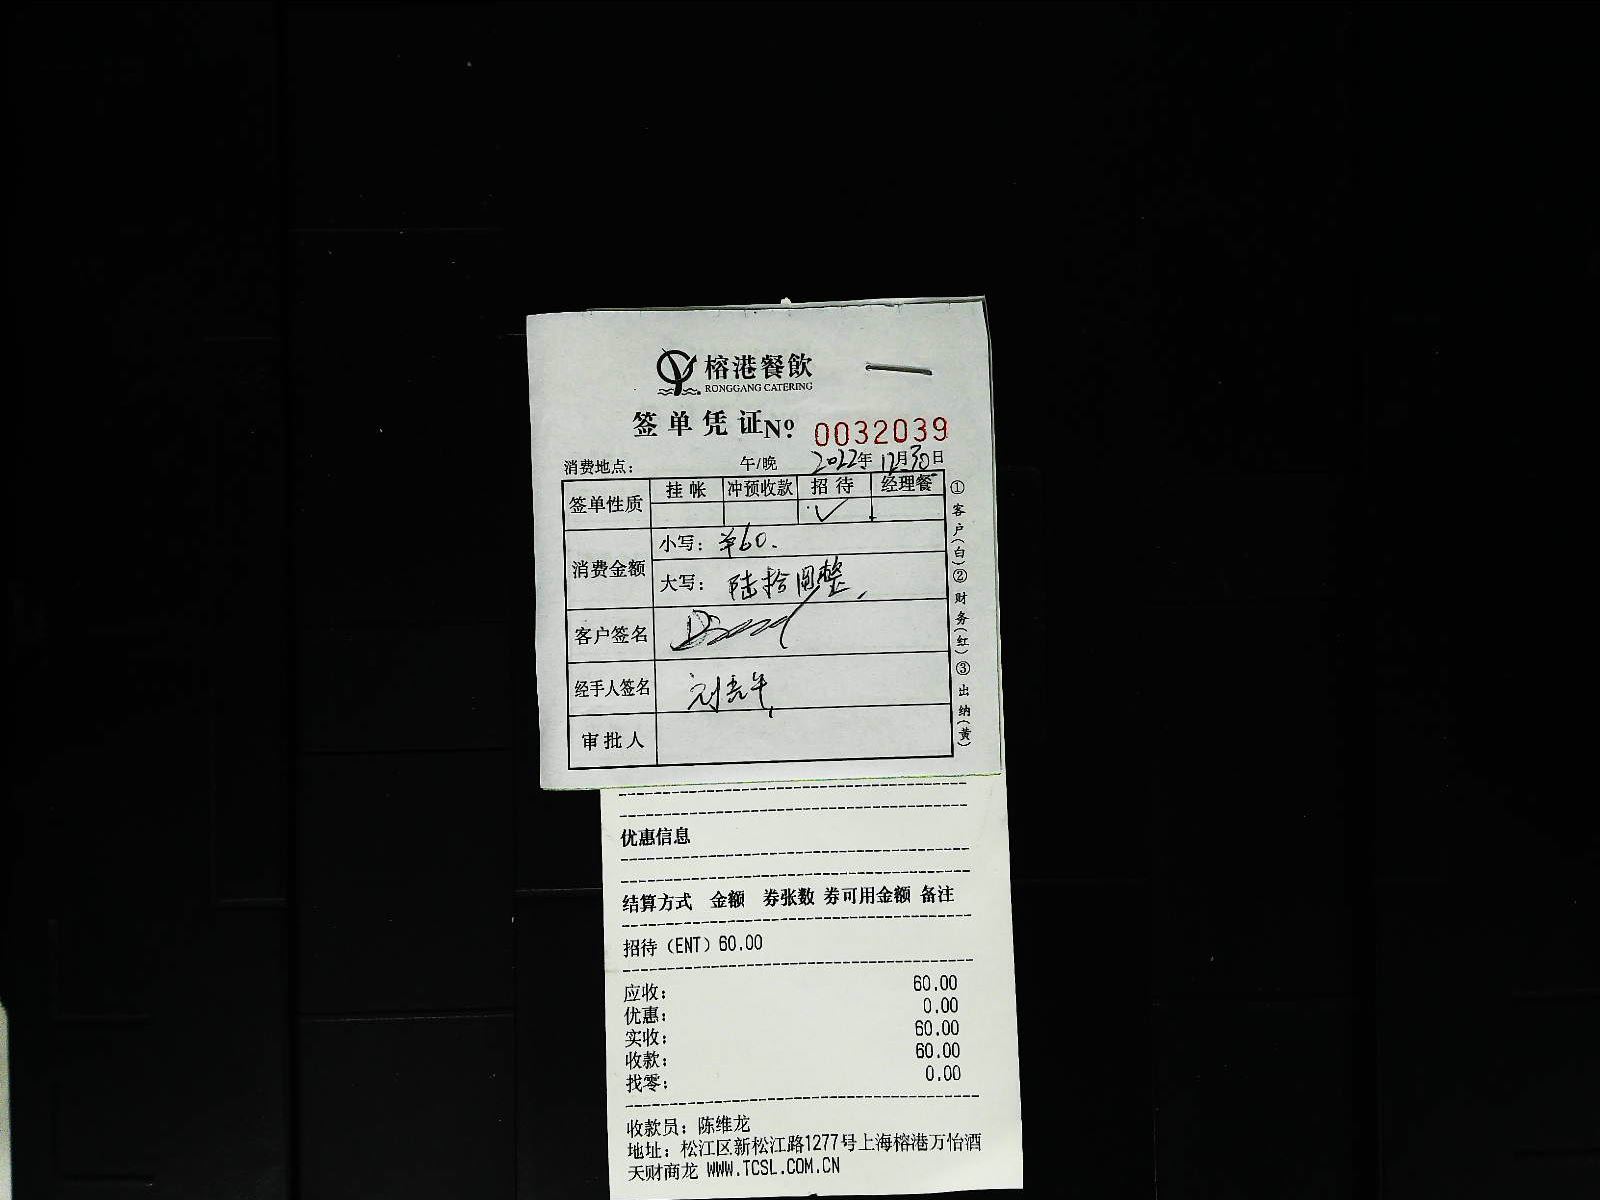 榕港餐飲
RONGGANG CATERING
签单凭证 Nº 0032039
消费地点： 午/晚 2022年12月30日
签单性质 挂帐 冲预收款 招待 经理餐
✓
消费金额 小写：¥60.
大写：陆拾圆整
客户签名
经手人签名
审批人
①客户(白)②财务(红)③出纳(黄)
优惠信息
结算方式 金额 券张数 券可用金额 备注
招待（ENT）60.00
应收： 60.00
优惠： 0.00
实收： 60.00
收款： 60.00
找零： 0.00
收款员：陈维龙
地址：松江区新松江路1277号上海榕港万怡酒
天财商龙 WWW.TCSL.COM.CN